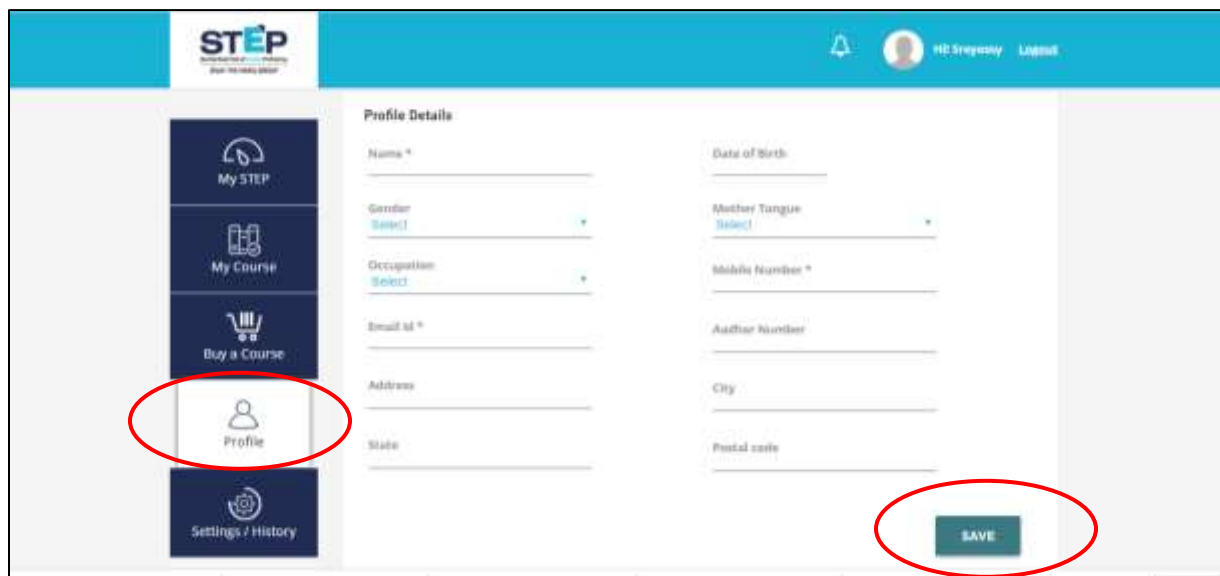 STEP
Hi! Sreyassy Logout
Profile Details
Name * Date of Birth
My STEP
Gender Mother Tongue
Select Select
My Course
Occupation Mobile Number *
Select
Email Id * Aadhar Number
Buy a Course
Address City
Profile
State Postal code
Settings / History
SAVE